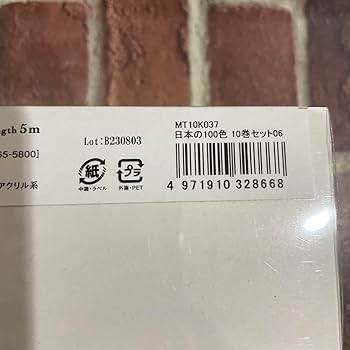 ngth 5m
Lot:B230803
MT10K037
日本の100色 10巻セット06
55-5800]
アクリル系
紙
中箱・ラベル
プラ
外箱・PET
4 971910 328668